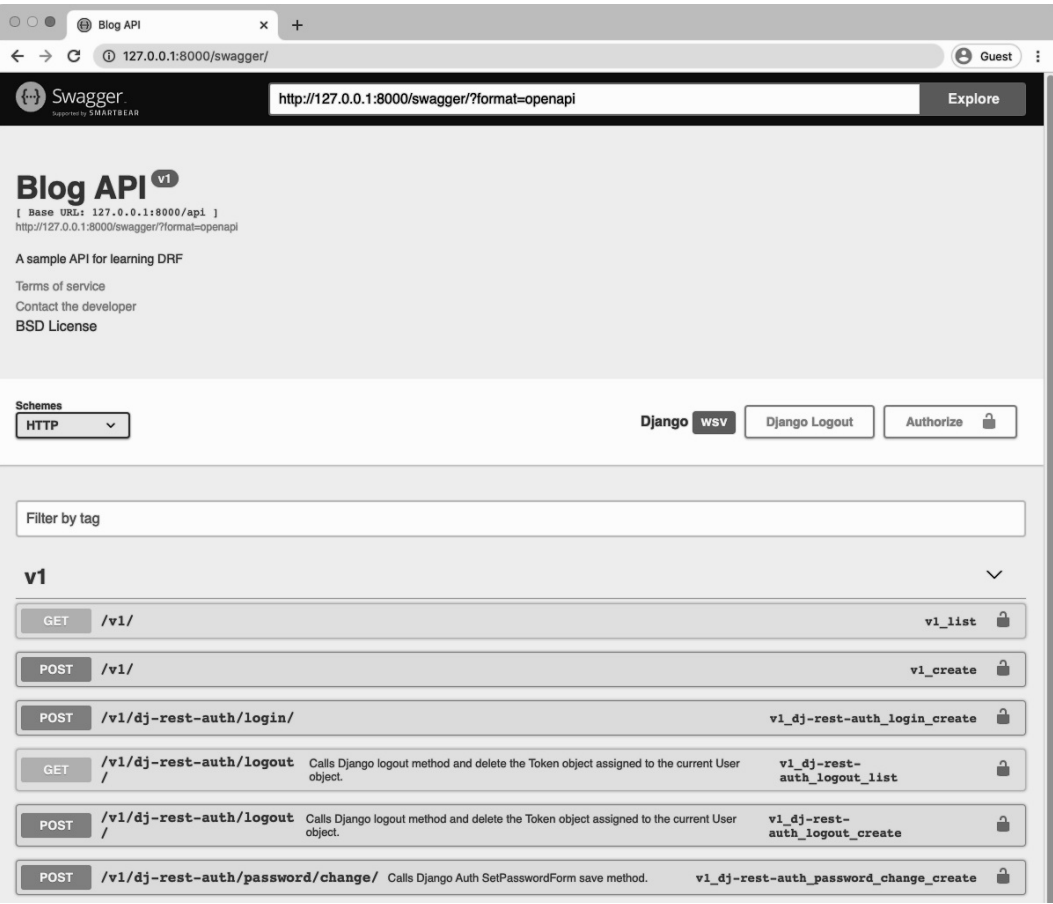 Blog API
127.0.0.1:8000/swagger/
Guest
Swagger.
Supported by SMARTBEAR
http://127.0.0.1:8000/swagger/?format=openapi
Explore
Blog API v1
[ Base URL: 127.0.0.1:8000/api ]
http://127.0.0.1:8000/swagger/?format=openapi
A sample API for learning DRF
Terms of service
Contact the developer
BSD License
Schemes
HTTP
Django wsv Django Logout Authorize
Filter by tag
v1
GET /v1/ v1_list
POST /v1/ v1_create
POST /v1/dj-rest-auth/login/ v1_dj-rest-auth_login_create
GET /v1/dj-rest-auth/logout Calls Django logout method and delete the Token object assigned to the current User v1_dj-rest-
/ object. auth_logout_list
POST /v1/dj-rest-auth/logout Calls Django logout method and delete the Token object assigned to the current User v1_dj-rest-
/ object. auth_logout_create
POST /v1/dj-rest-auth/password/change/ Calls Django Auth SetPasswordForm save method. v1_dj-rest-auth_password_change_create